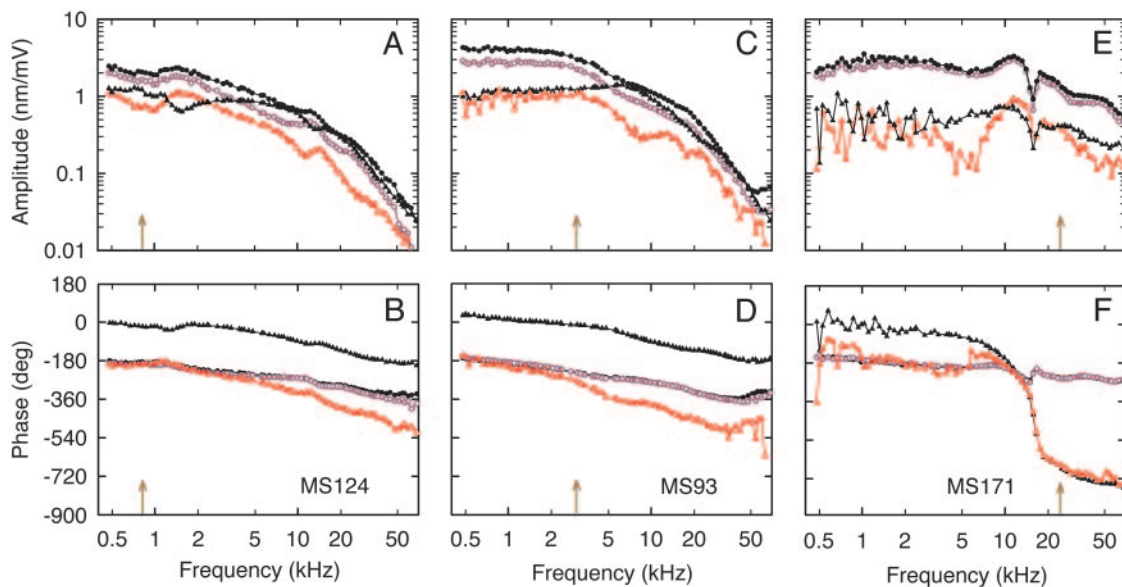 A
C
E
Amplitude (nm/mV)
10
1
0.1
0.01
B
D
F
Phase (deg)
180
0
-180
-360
-540
-720
-900
MS124
MS93
MS171
0.5 1 2 5 10 20 50
0.5 1 2 5 10 20 50
0.5 1 2 5 10 20 50
Frequency (kHz)
Frequency (kHz)
Frequency (kHz)